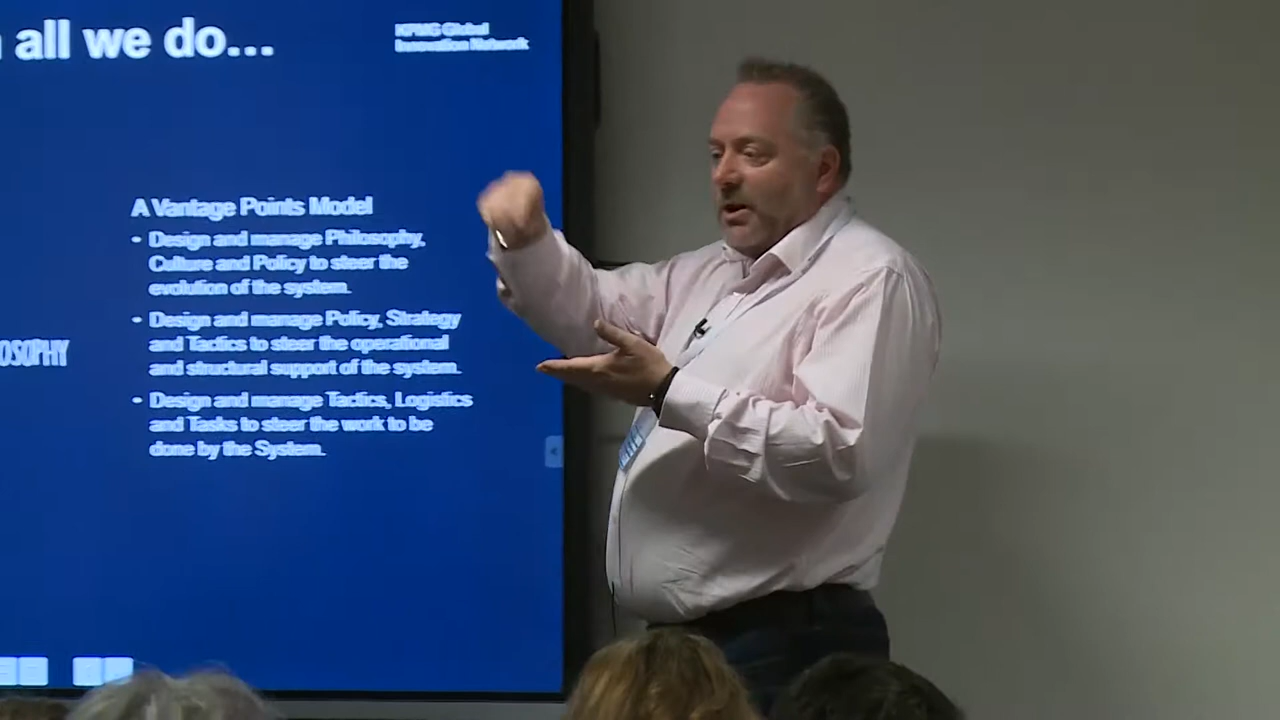 all we do...
KPMG Global
Innovation Network
A Vantage Points Model
• Design and manage Philosophy,
Culture and Policy to steer the
evolution of the system.
• Design and manage Policy, Strategy
and Tactics to steer the operational
and structural support of the system.
OSOPHY
• Design and manage Tactics, Logistics
and Tasks to steer the work to be
done by the System.